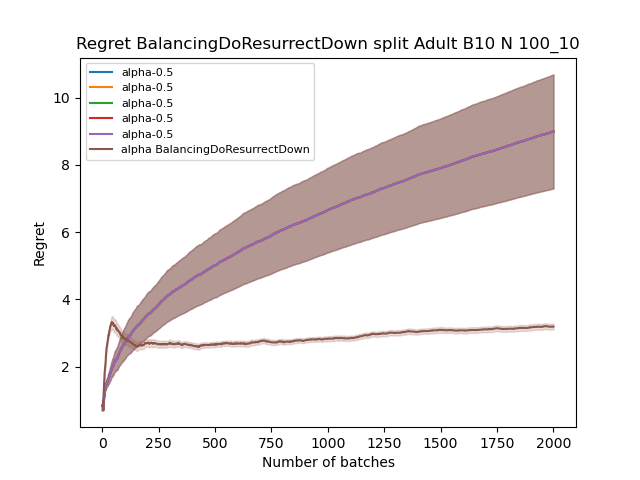 Regret BalancingDoResurrectDown split Adult B10 N 100_10
alpha-0.5
alpha-0.5
alpha-0.5
alpha-0.5
alpha-0.5
alpha BalancingDoResurrectDown
10
8
6
4
2
Regret
0 250 500 750 1000 1250 1500 1750 2000
Number of batches